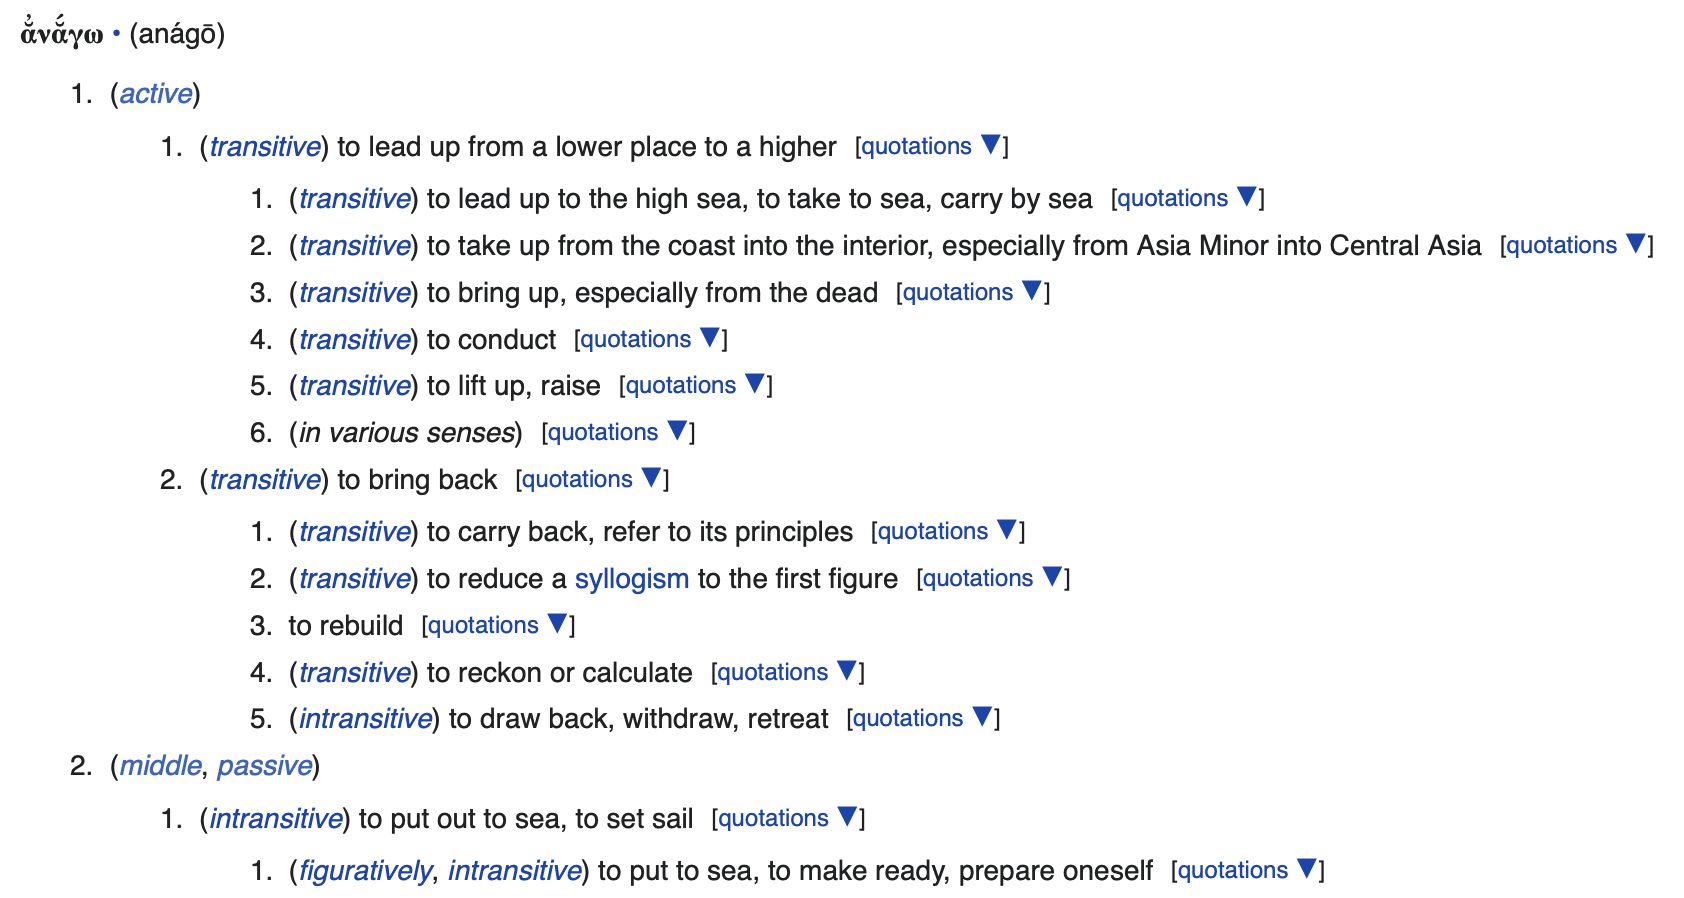 ᾰ̓νᾰ́γω • (anágō)
1. (active)
1. (transitive) to lead up from a lower place to a higher [quotations ▼]
1. (transitive) to lead up to the high sea, to take to sea, carry by sea [quotations ▼]
2. (transitive) to take up from the coast into the interior, especially from Asia Minor into Central Asia [quotations ▼]
3. (transitive) to bring up, especially from the dead [quotations ▼]
4. (transitive) to conduct [quotations ▼]
5. (transitive) to lift up, raise [quotations ▼]
6. (in various senses) [quotations ▼]
2. (transitive) to bring back [quotations ▼]
1. (transitive) to carry back, refer to its principles [quotations ▼]
2. (transitive) to reduce a syllogism to the first figure [quotations ▼]
3. to rebuild [quotations ▼]
4. (transitive) to reckon or calculate [quotations ▼]
5. (intransitive) to draw back, withdraw, retreat [quotations ▼]
2. (middle, passive)
1. (intransitive) to put out to sea, to set sail [quotations ▼]
1. (figuratively, intransitive) to put to sea, to make ready, prepare oneself [quotations ▼]